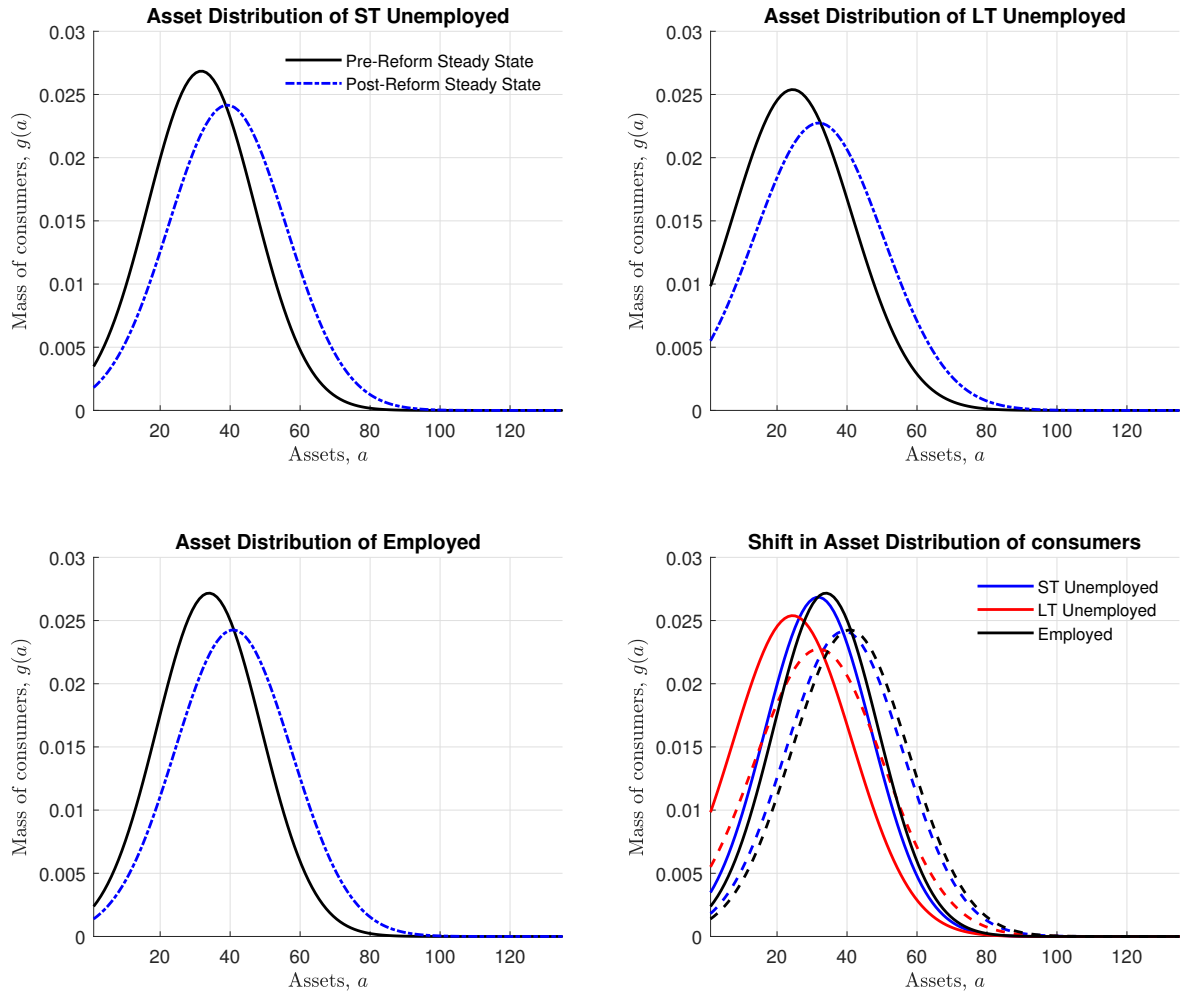 Asset Distribution of ST Unemployed
0.03
0.025
0.02
0.015
0.01
0.005
0
Mass of consumers, g(a)
Pre-Reform Steady State
Post-Reform Steady State
20 40 60 80 100 120
Assets, a
Asset Distribution of LT Unemployed
0.03
0.025
0.02
0.015
0.01
0.005
0
Mass of consumers, g(a)
20 40 60 80 100 120
Assets, a
Asset Distribution of Employed
0.03
0.025
0.02
0.015
0.01
0.005
0
Mass of consumers, g(a)
20 40 60 80 100 120
Assets, a
Shift in Asset Distribution of consumers
0.03
0.025
0.02
0.015
0.01
0.005
0
Mass of consumers, g(a)
ST Unemployed
LT Unemployed
Employed
20 40 60 80 100 120
Assets, a